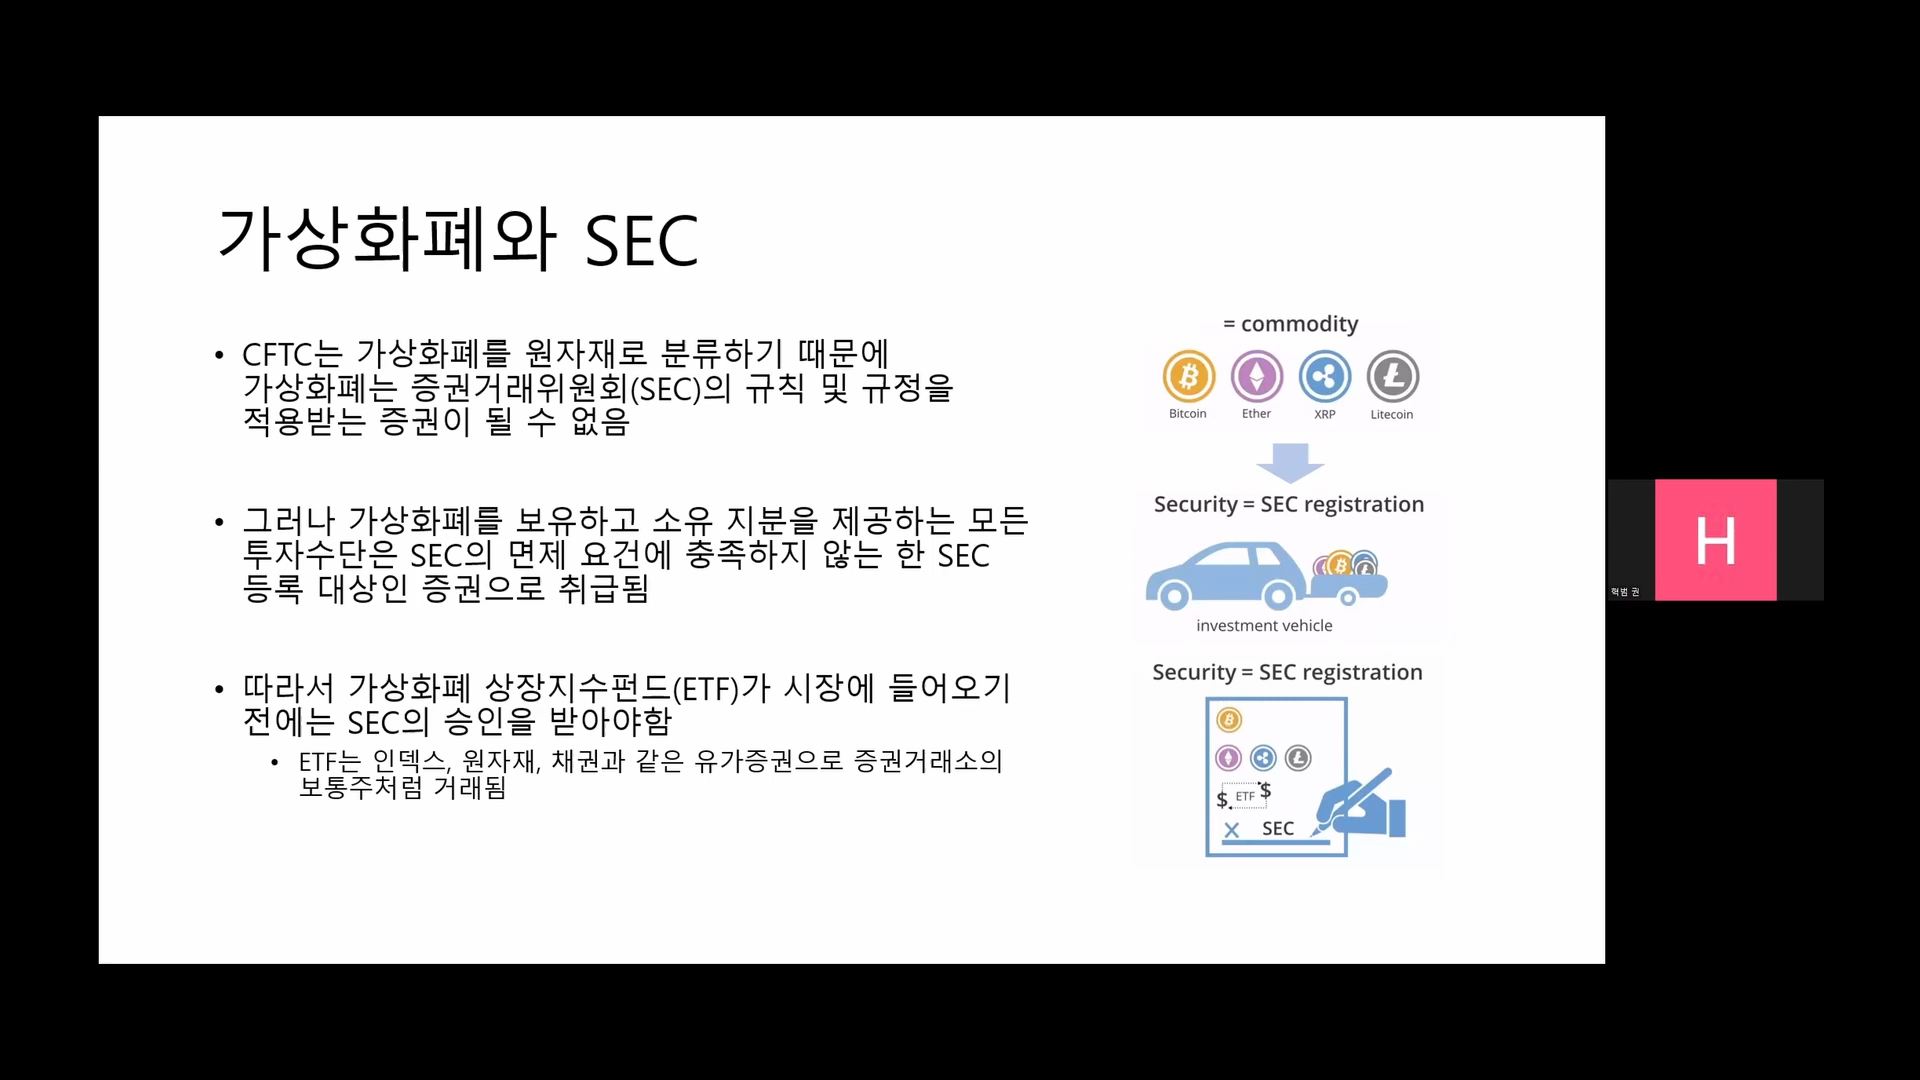 가상화폐와 SEC
• CFTC는 가상화폐를 원자재로 분류하기 때문에
가상화폐는 증권거래위원회(SEC)의 규칙 및 규정을
적용받는 증권이 될 수 없음
• 그러나 가상화폐를 보유하고 소유 지분을 제공하는 모든
투자수단은 SEC의 면제 요건에 충족하지 않는 한 SEC
등록 대상인 증권으로 취급됨
• 따라서 가상화폐 상장지수펀드(ETF)가 시장에 들어오기
전에는 SEC의 승인을 받아야함
• ETF는 인덱스, 원자재, 채권과 같은 유가증권으로 증권거래소의
보통주처럼 거래됨
= commodity
Bitcoin Ether XRP Litecoin
Security = SEC registration
investment vehicle
Security = SEC registration
$ ETF $
X SEC
H
혁범 권